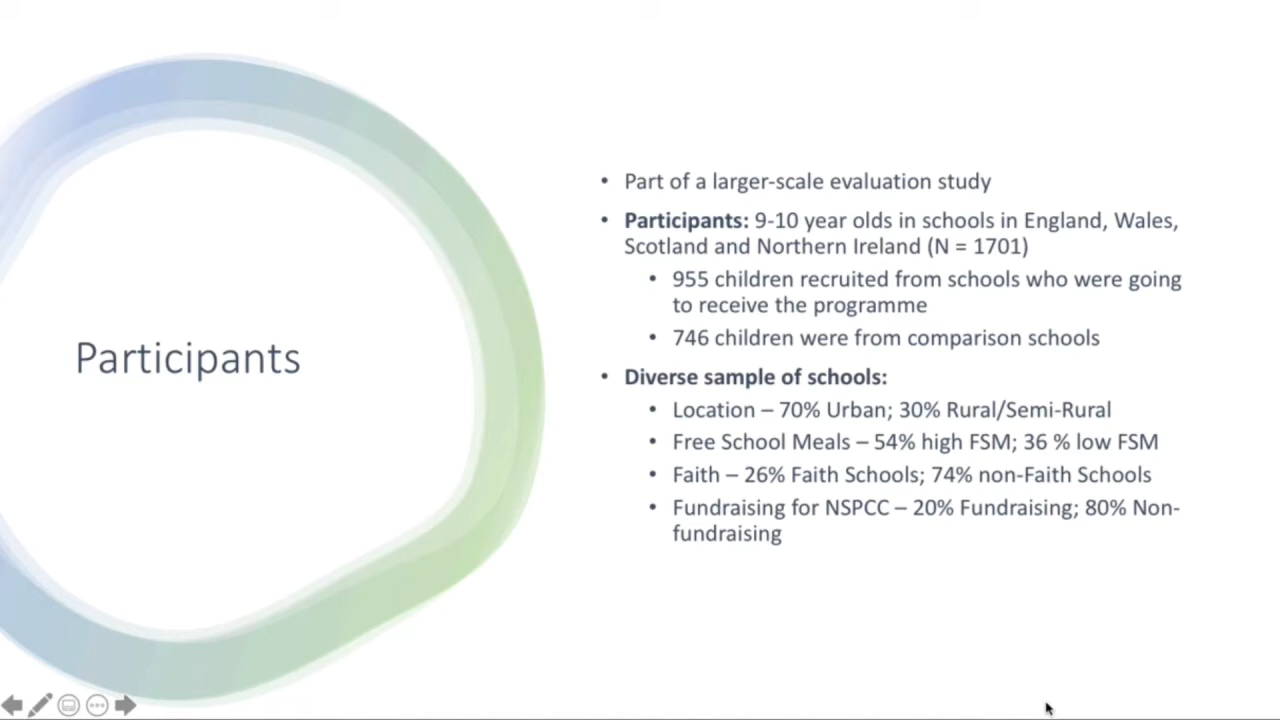 Participants
• Part of a larger-scale evaluation study
• Participants: 9-10 year olds in schools in England, Wales,
Scotland and Northern Ireland (N = 1701)
• 955 children recruited from schools who were going
to receive the programme
• 746 children were from comparison schools
• Diverse sample of schools:
• Location – 70% Urban; 30% Rural/Semi-Rural
• Free School Meals – 54% high FSM; 36 % low FSM
• Faith – 26% Faith Schools; 74% non-Faith Schools
• Fundraising for NSPCC – 20% Fundraising; 80% Non-
fundraising